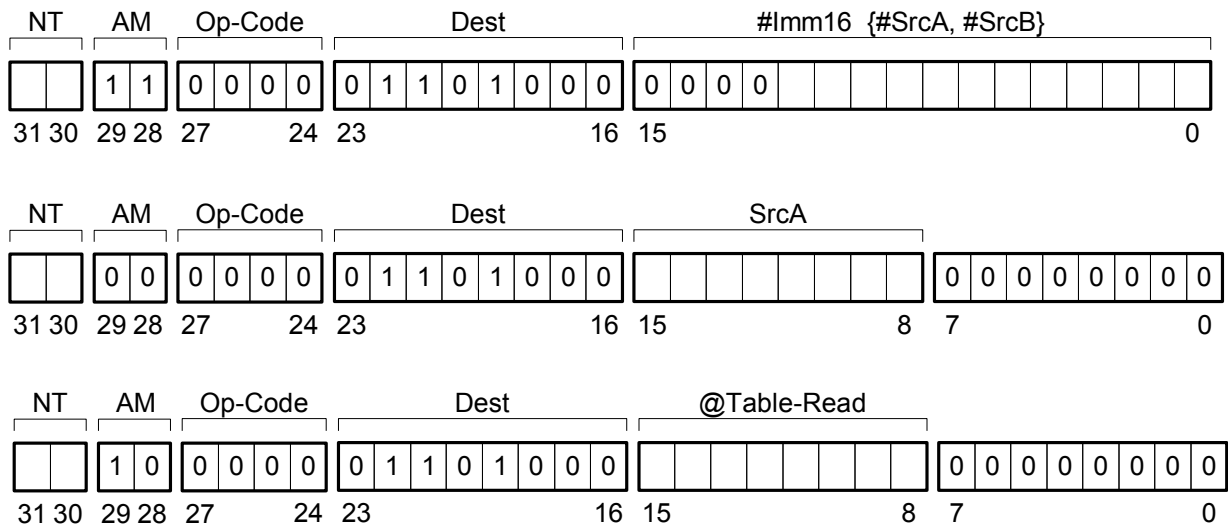 NT AM Op-Code Dest #Imm16 {#SrcA, #SrcB}
1 1 0 0 0 0 0 1 1 0 1 0 0 0 0 0 0 0
31 30 29 28 27 24 23 16 15 0
NT AM Op-Code Dest SrcA
0 0 0 0 0 0 0 1 1 0 1 0 0 0 0 0 0 0 0 0 0 0
31 30 29 28 27 24 23 16 15 8 7 0
NT AM Op-Code Dest @Table-Read
1 0 0 0 0 0 0 1 1 0 1 0 0 0 0 0 0 0 0 0 0 0
31 30 29 28 27 24 23 16 15 8 7 0